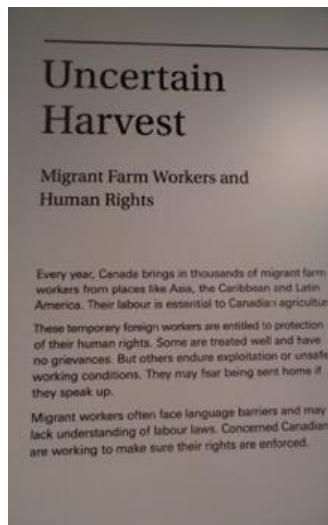 Uncertain
Harvest
Migrant Farm Workers and
Human Rights
Every year, Canada brings in thousands of migrant farm
workers from places like Asia, the Caribbean and Latin
America. Their labour is essential to Canadian agricultur
These temporary foreign workers are entitled to protection
of their human rights. Some are treated well and have
no grievances. But others endure exploitation or unsafe
working conditions. They may fear being sent home if
they speak up.
Migrant workers often face language barriers and may
lack understanding of labour laws. Concerned Canadian
are working to make sure their rights are enforced.